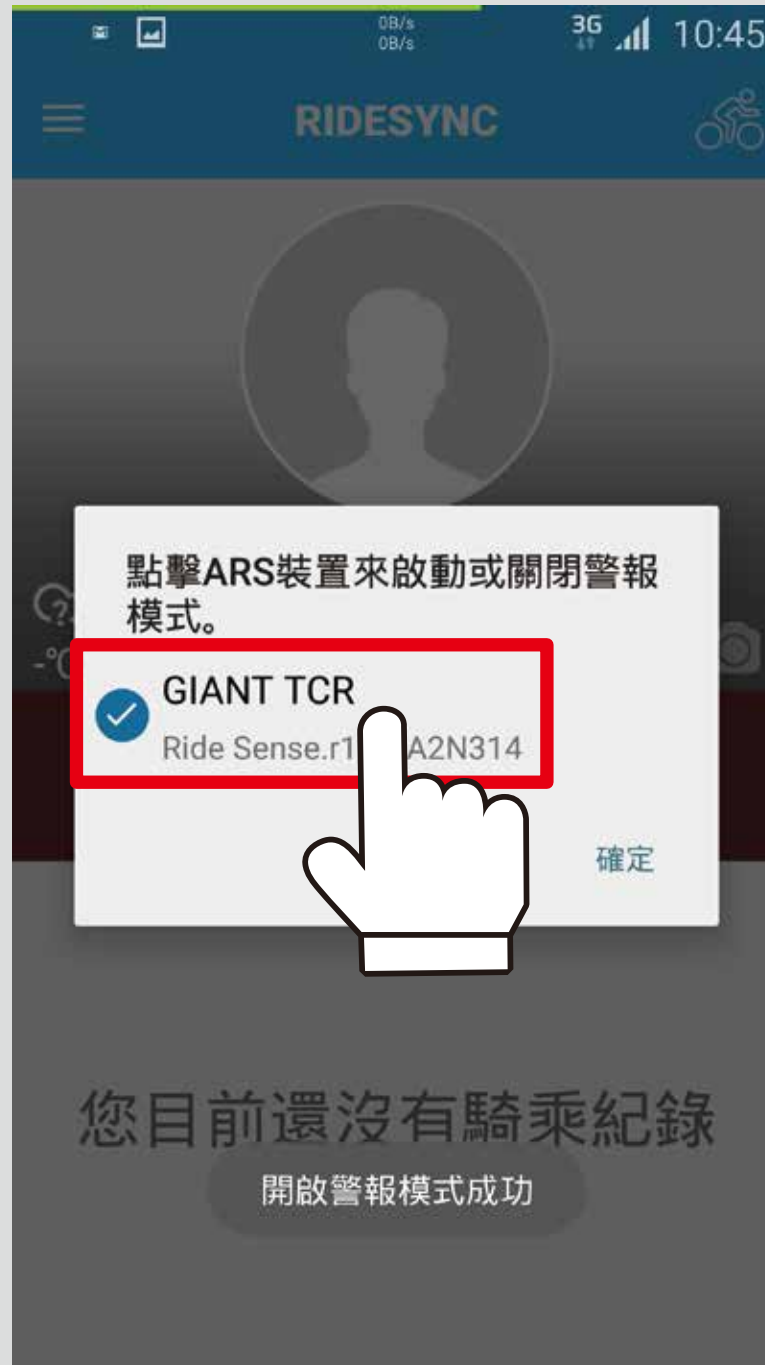 0B/s
0B/s
3G
10:45
RIDESYNC
點擊ARS裝置來啟動或關閉警報
模式。
GIANT TCR
Ride Sense.r1 A2N314
確定
您目前還沒有騎乘紀錄
開啟警報模式成功